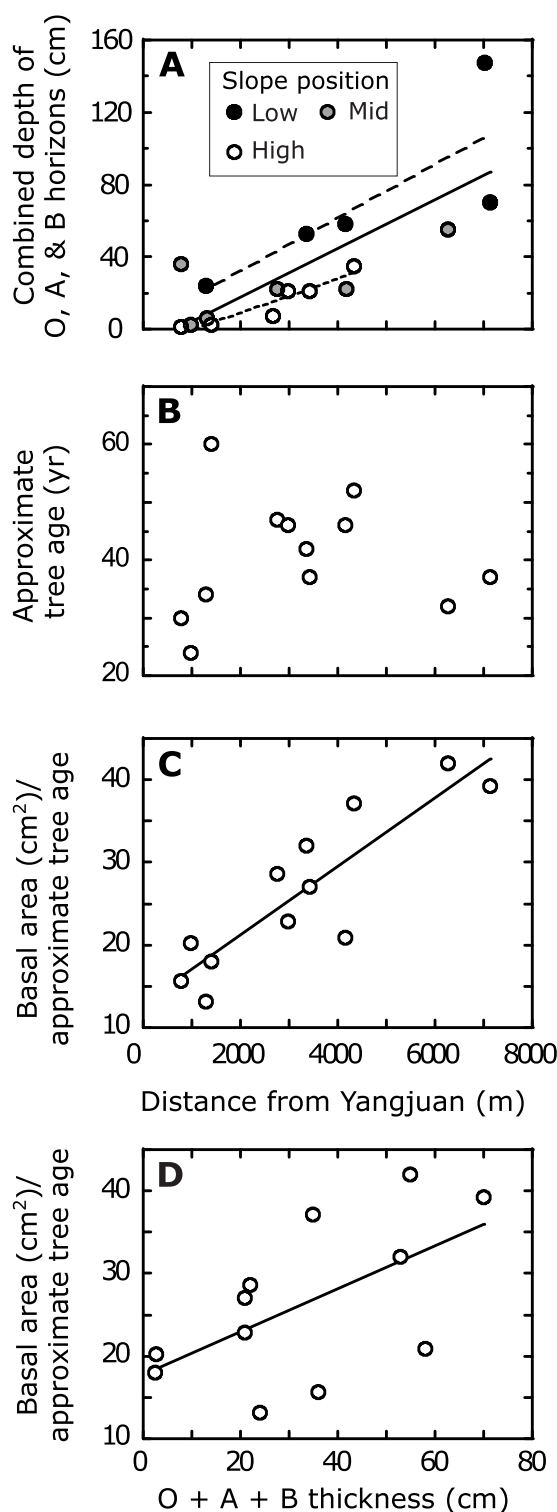 160
120
80
40
0
Combined depth of
O, A, & B horizons (cm)
A
Slope position
Low
Mid
High
60
40
20
Approximate
tree age (yr)
B
40
30
20
10
Basal area (cm²)/
approximate tree age
C
0 2000 4000 6000 8000
Distance from Yangjuan (m)
40
30
20
10
Basal area (cm²)/
approximate tree age
D
0 20 40 60 80
O + A + B thickness (cm)